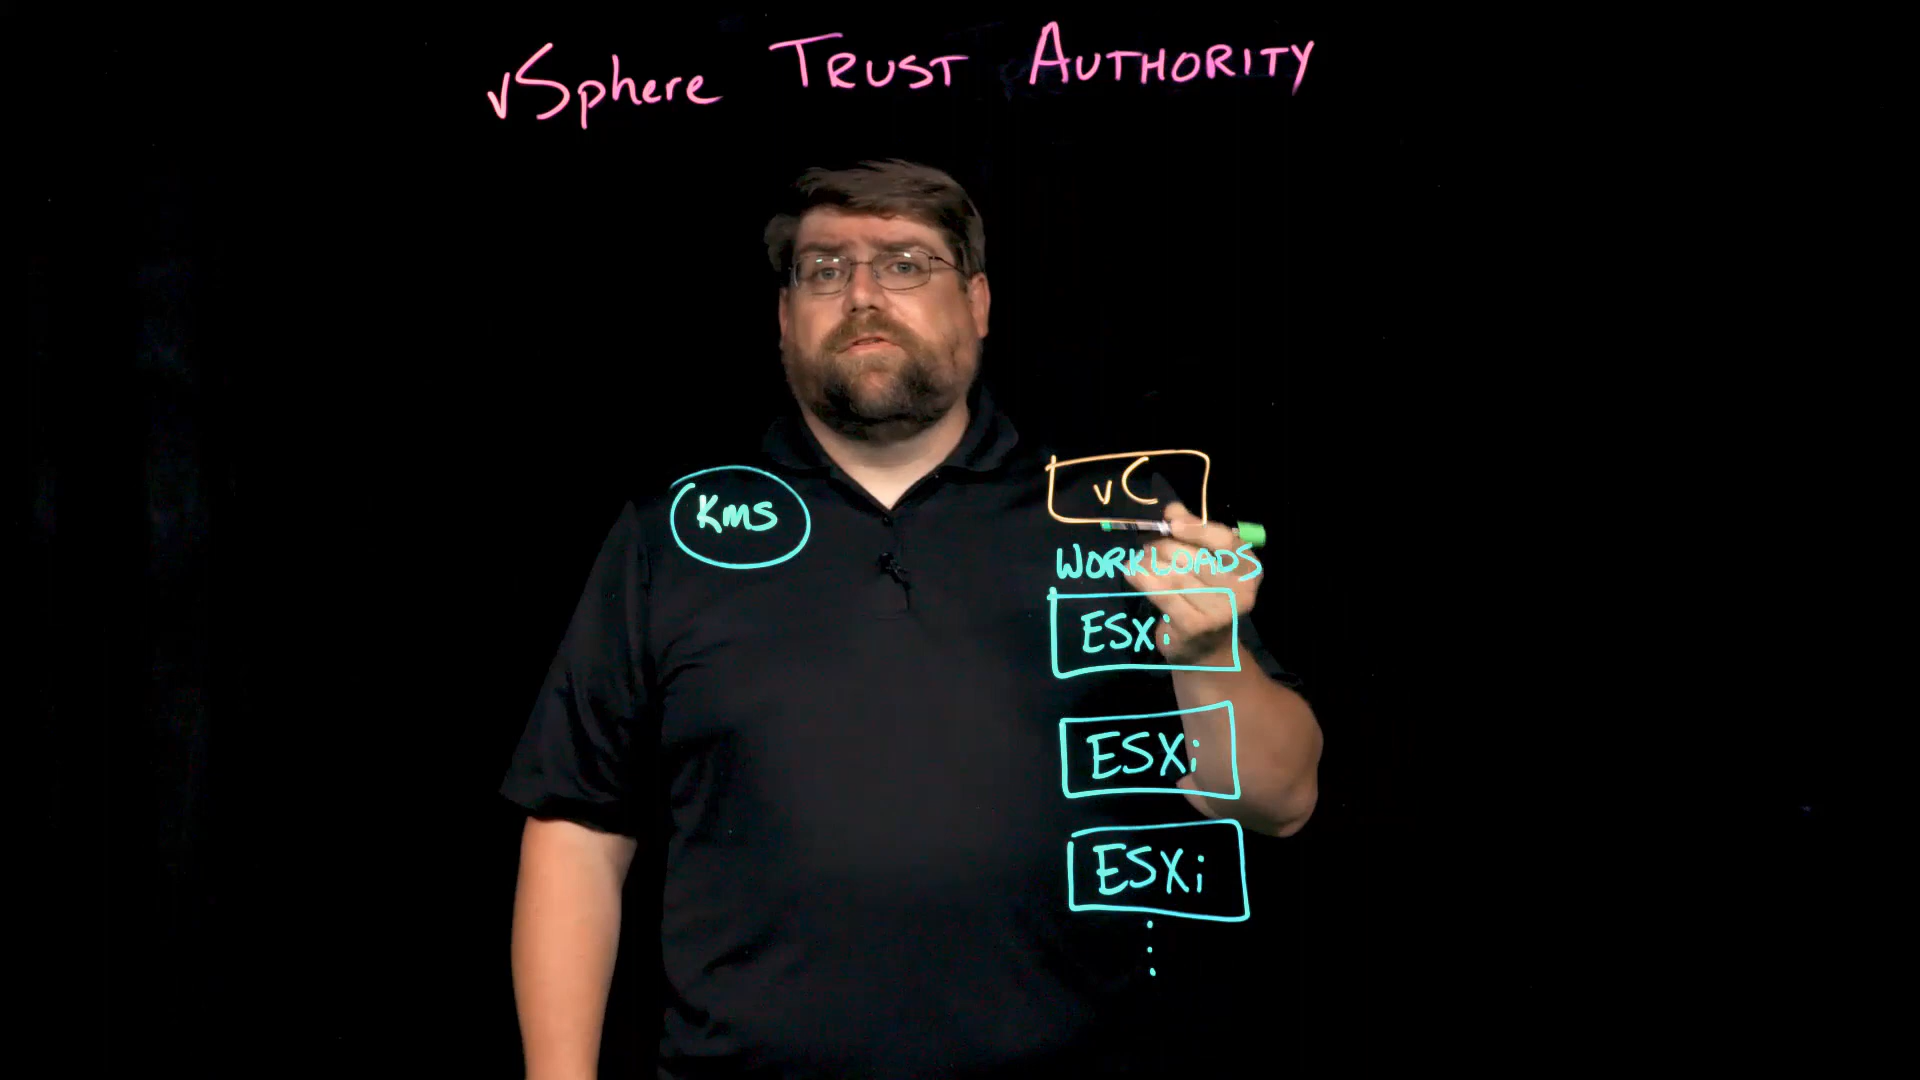 vSphere TRUST AUTHORITY
Kms
vC
WORKLOADS
ESXi
ESXi
ESXi